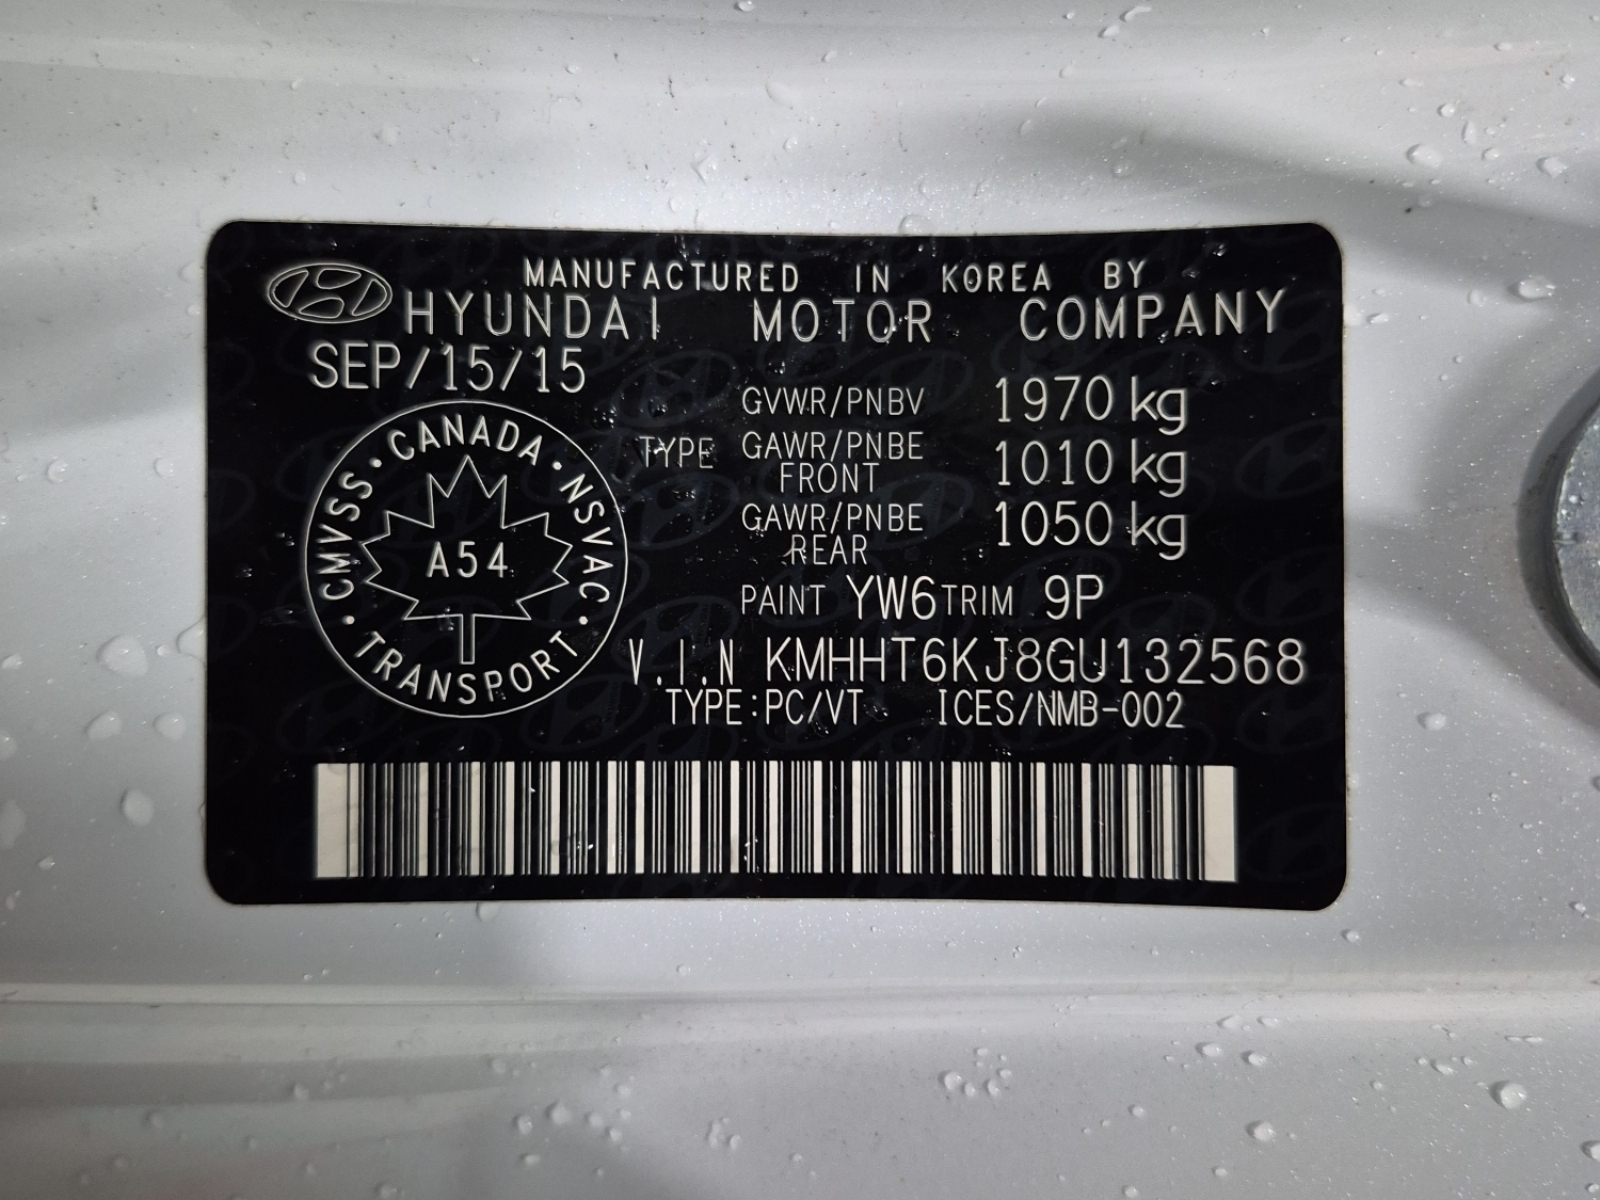 MANUFACTURED IN KOREA BY
HYUNDAI MOTOR COMPANY
SEP/15/15
GVWR/PNBV 1970 kg
TYPE GAWR/PNBE FRONT 1010 kg
GAWR/PNBE REAR 1050 kg
CMVSS · CANADA · NSVAC · TRANSPORT ·
A54
PAINT YW6 TRIM 9P
V.I.N KMHHT6KJ8GU132568
TYPE:PC/VT ICES/NMB-002